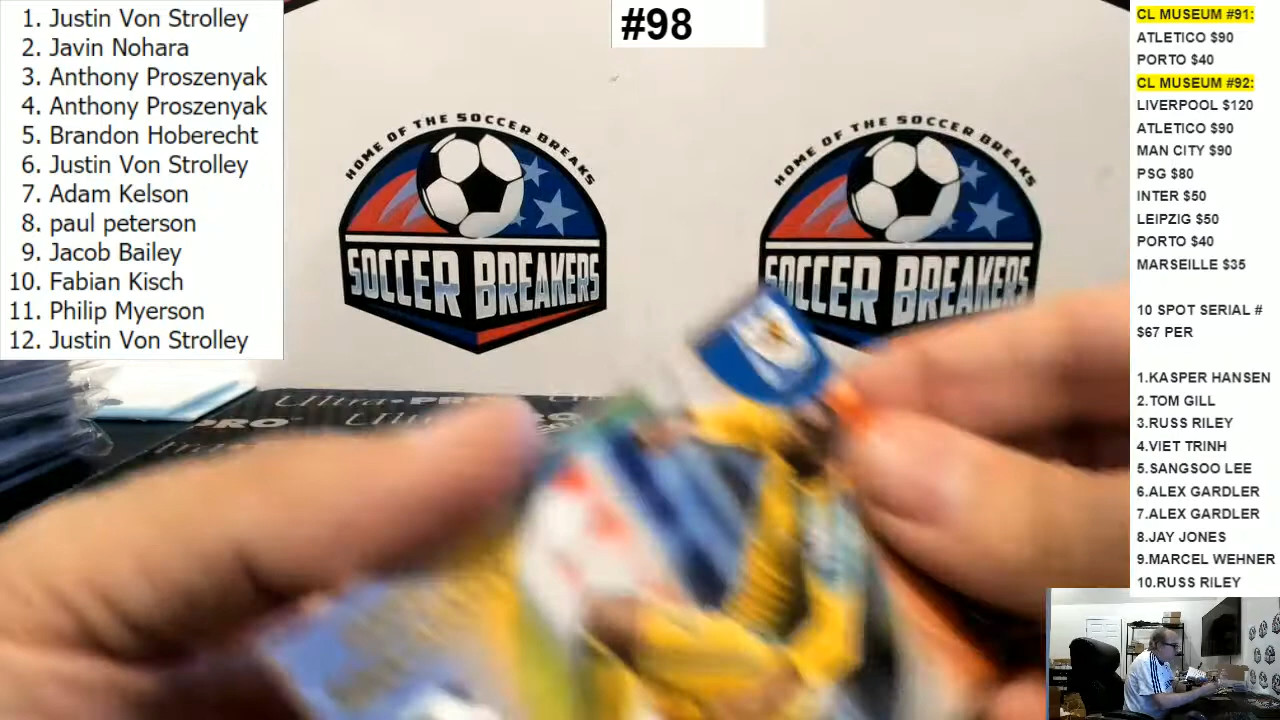 1. Justin Von Strolley
2. Javin Nohara
3. Anthony Proszenyak
4. Anthony Proszenyak
5. Brandon Hoberecht
6. Justin Von Strolley
7. Adam Kelson
8. paul peterson
9. Jacob Bailey
10. Fabian Kisch
11. Philip Myerson
12. Justin Von Strolley
#98
HOME OF THE SOCCER BREAKS
SOCCER BREAKERS
HOME OF THE SOCCER BREAKS
SOCCER BREAKERS
Ultra PRO
CL MUSEUM #91:
ATLETICO $90
PORTO $40
CL MUSEUM #92:
LIVERPOOL $120
ATLETICO $90
MAN CITY $90
PSG $80
INTER $50
LEIPZIG $50
PORTO $40
MARSEILLE $35
10 SPOT SERIAL #
$67 PER
1.KASPER HANSEN
2.TOM GILL
3.RUSS RILEY
4.VIET TRINH
5.SANGSOO LEE
6.ALEX GARDLER
7.ALEX GARDLER
8.JAY JONES
9.MARCEL WEHNER
10.RUSS RILEY